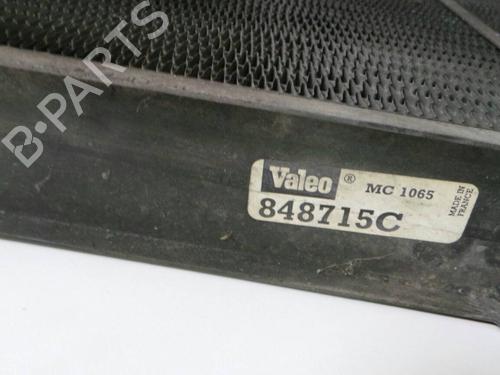 B-PARTS
Valeo ® MC 1065
848715C
MADE IN
FRANCE